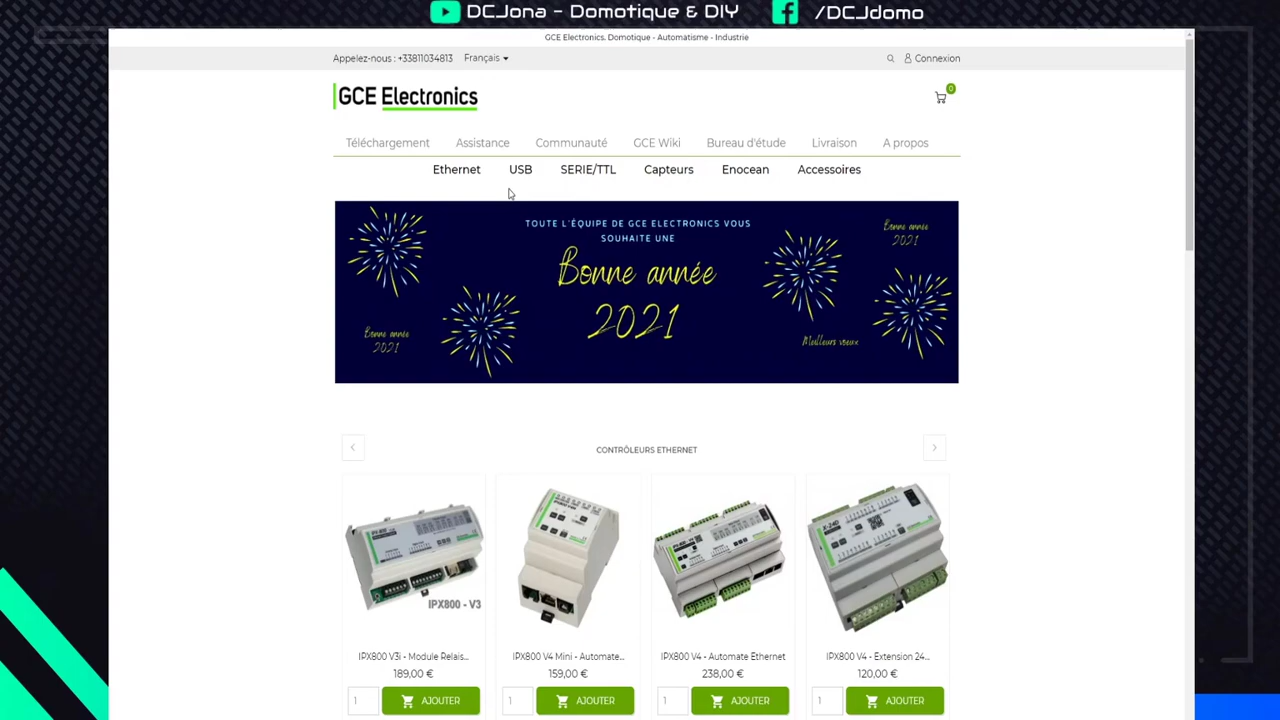 DCJona - Domotique & DIY /DCJdomo
GCE Electronics. Domotique - Automatisme - Industrie
Appelez-nous : +33811034813 Français Connexion
GCE Electronics 0
Téléchargement Assistance Communauté GCE Wiki Bureau d'étude Livraison A propos
Ethernet USB SERIE/TTL Capteurs Enocean Accessoires
TOUTE L'ÉQUIPE DE GCE ELECTRONICS VOUS
SOUHAITE UNE
Bonne année
2021
Bonne année
2021
Bonne année
2021
Meilleurs voeux
CONTRÔLEURS ETHERNET
IPX800 - V3
IPX800 V3i - Module Relais... IPX800 V4 Mini - Automate... IPX800 V4 - Automate Ethernet IPX800 V4 - Extension 24...
189,00 € 159,00 € 238,00 € 120,00 €
1 AJOUTER 1 AJOUTER 1 AJOUTER 1 AJOUTER